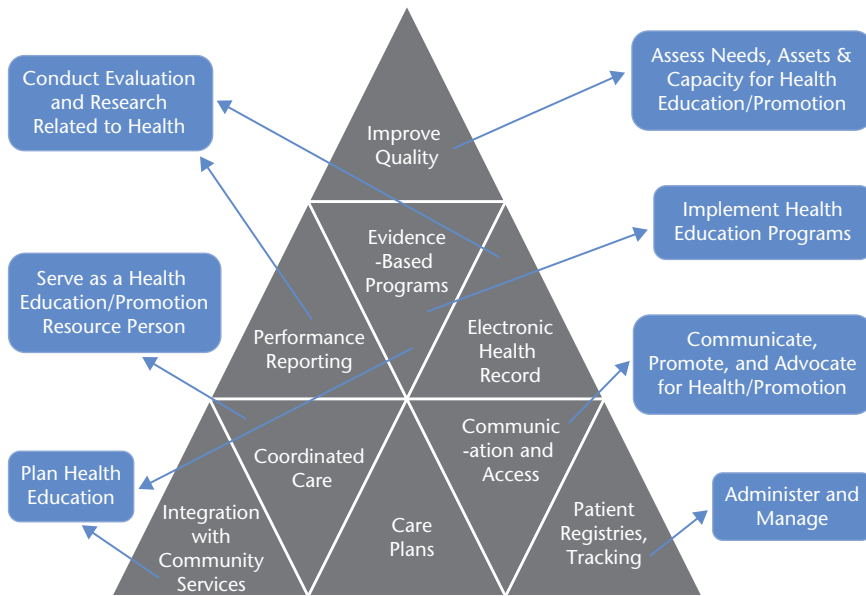 Conduct Evaluation
and Research
Related to Health
Assess Needs, Assets &
Capacity for Health
Education/Promotion
Improve
Quality
Implement Health
Education Programs
Evidence
-Based
Programs
Serve as a Health
Education/Promotion
Resource Person
Performance
Reporting
Electronic
Health
Record
Communicate,
Promote, and Advocate
for Health/Promotion
Plan Health
Education
Coordinated
Care
Communic
-ation and
Access
Administer and
Manage
Integration
with
Community
Services
Care
Plans
Patient
Registries,
Tracking